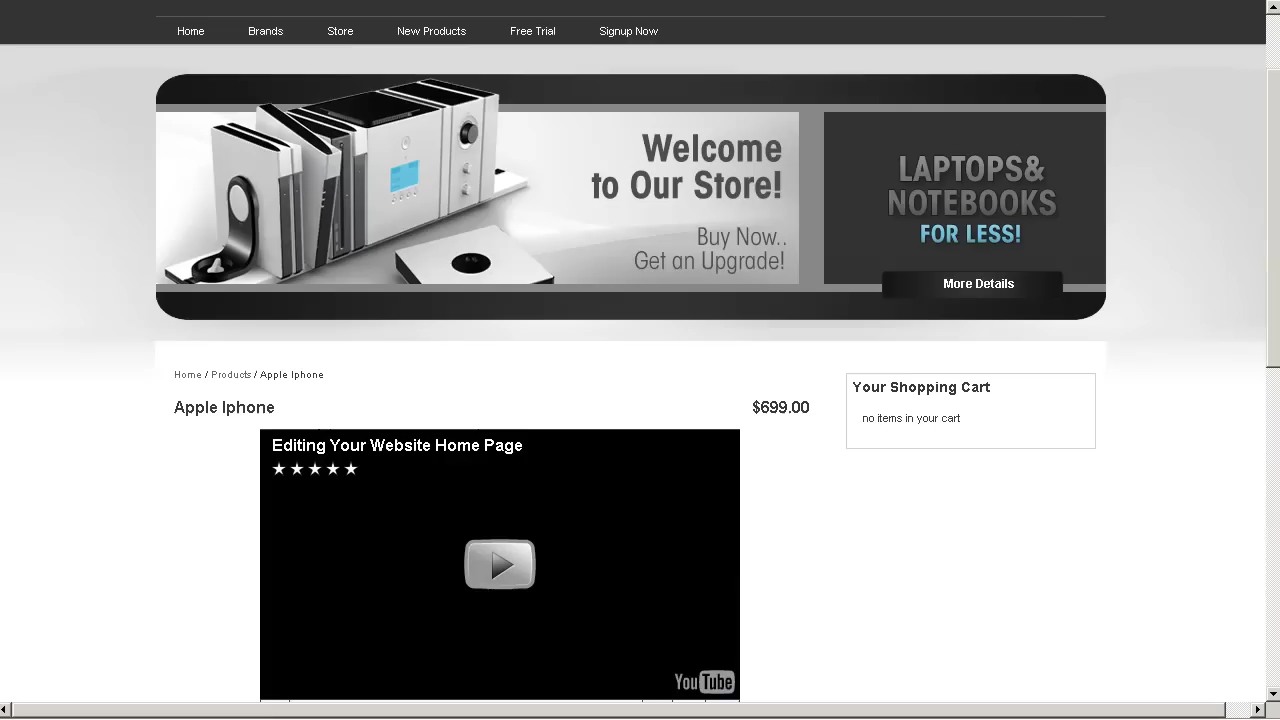 Home Brands Store New Products Free Trial Signup Now
Welcome
to Our Store!
Buy Now..
Get an Upgrade!
LAPTOPS&
NOTEBOOKS
FOR LESS!
More Details
Home / Products / Apple Iphone
Apple Iphone $699.00
Editing Your Website Home Page
YouTube
Your Shopping Cart
no items in your cart